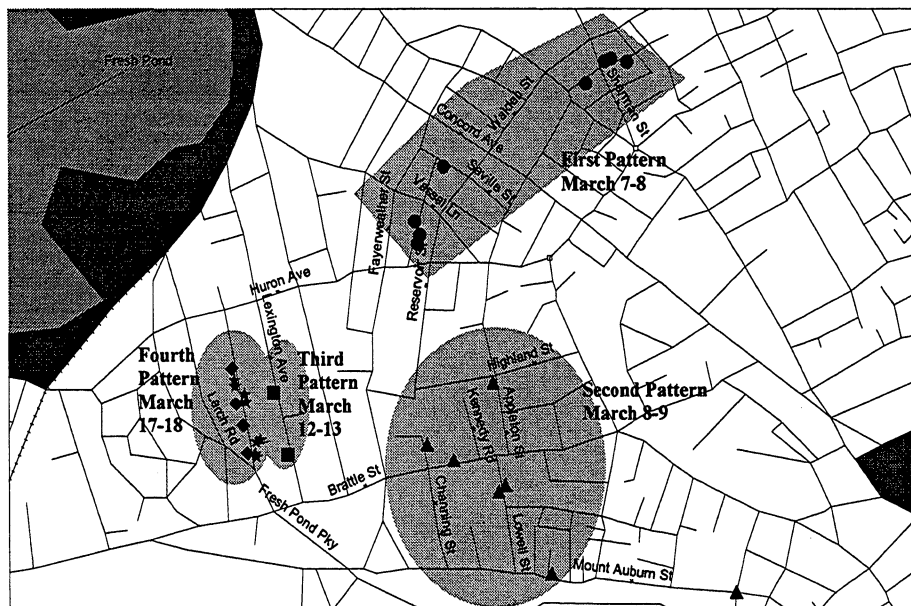 Fresh Pond
Walden St
Concord Ave
Sherman St
Saville St
Vassal Ln
Fayerweather S
Reservoir St
First Pattern
March 7-8
Huron Ave
Lexington Ave
Fourth
Pattern
March
17-18
Third
Pattern
March
12-13
Larch Rd
Highland St
Kennedy Rd
Appleton St
Second Pattern
March 8-9
Brattle St
Fresh Pond Pky
Channing St
Lowell St
Mount Auburn St